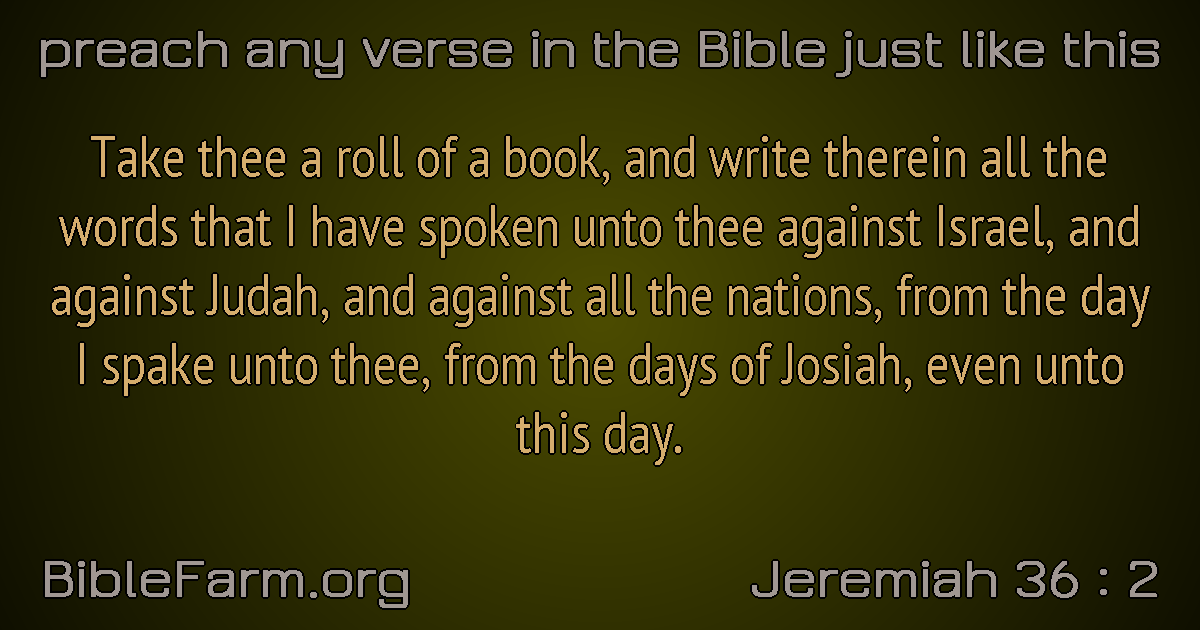 preach any verse in the Bible just like this
Take thee a roll of a book, and write therein all the
words that I have spoken unto thee against Israel, and
against Judah, and against all the nations, from the day
I spake unto thee, from the days of Josiah, even unto
this day.
BibleFarm.org
Jeremiah 36 : 2